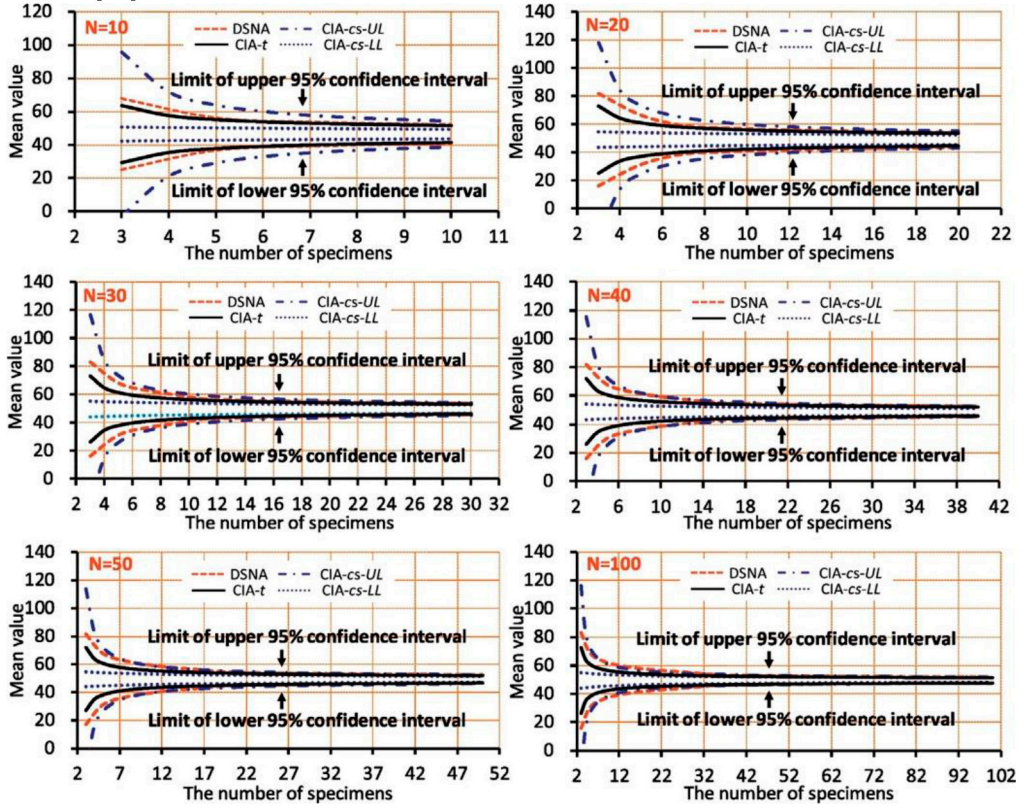 N=10
DSNA
CIA-cs-UL
CIA-t
CIA-cs-LL
Limit of upper 95% confidence interval
Limit of lower 95% confidence interval
Mean value
120
100
80
60
40
20
0
2 3 4 5 6 7 8 9 10 11
The number of specimens
N=20
DSNA
CIA-cs-UL
CIA-t
CIA-cs-LL
Limit of upper 95% confidence interval
Limit of lower 95% confidence interval
Mean value
140
120
100
80
60
40
20
0
2 4 6 8 10 12 14 16 18 20 22
The number of specimens
N=30
DSNA
CIA-cs-UL
CIA-t
CIA-cs-LL
Limit of upper 95% confidence interval
Limit of lower 95% confidence interval
Mean value
140
120
100
80
60
40
20
0
2 4 6 8 10 12 14 16 18 20 22 24 26 28 30 32
The number of specimens
N=40
DSNA
CIA-cs-UL
CIA-t
CIA-cs-LL
Limit of upper 95% confidence interval
Limit of lower 95% confidence interval
Mean value
140
120
100
80
60
40
20
0
2 6 10 14 18 22 26 30 34 38 42
The number of specimens
N=50
DSNA
CIA-cs-UL
CIA-t
CIA-cs-LL
Limit of upper 95% confidence interval
Limit of lower 95% confidence interval
Mean value
140
120
100
80
60
40
20
0
2 7 12 17 22 27 32 37 42 47 52
The number of specimens
N=100
DSNA
CIA-cs-UL
CIA-t
CIA-cs-LL
Limit of upper 95% confidence interval
Limit of lower 95% confidence interval
Mean value
140
120
100
80
60
40
20
0
2 12 22 32 42 52 62 72 82 92 102
The number of specimens